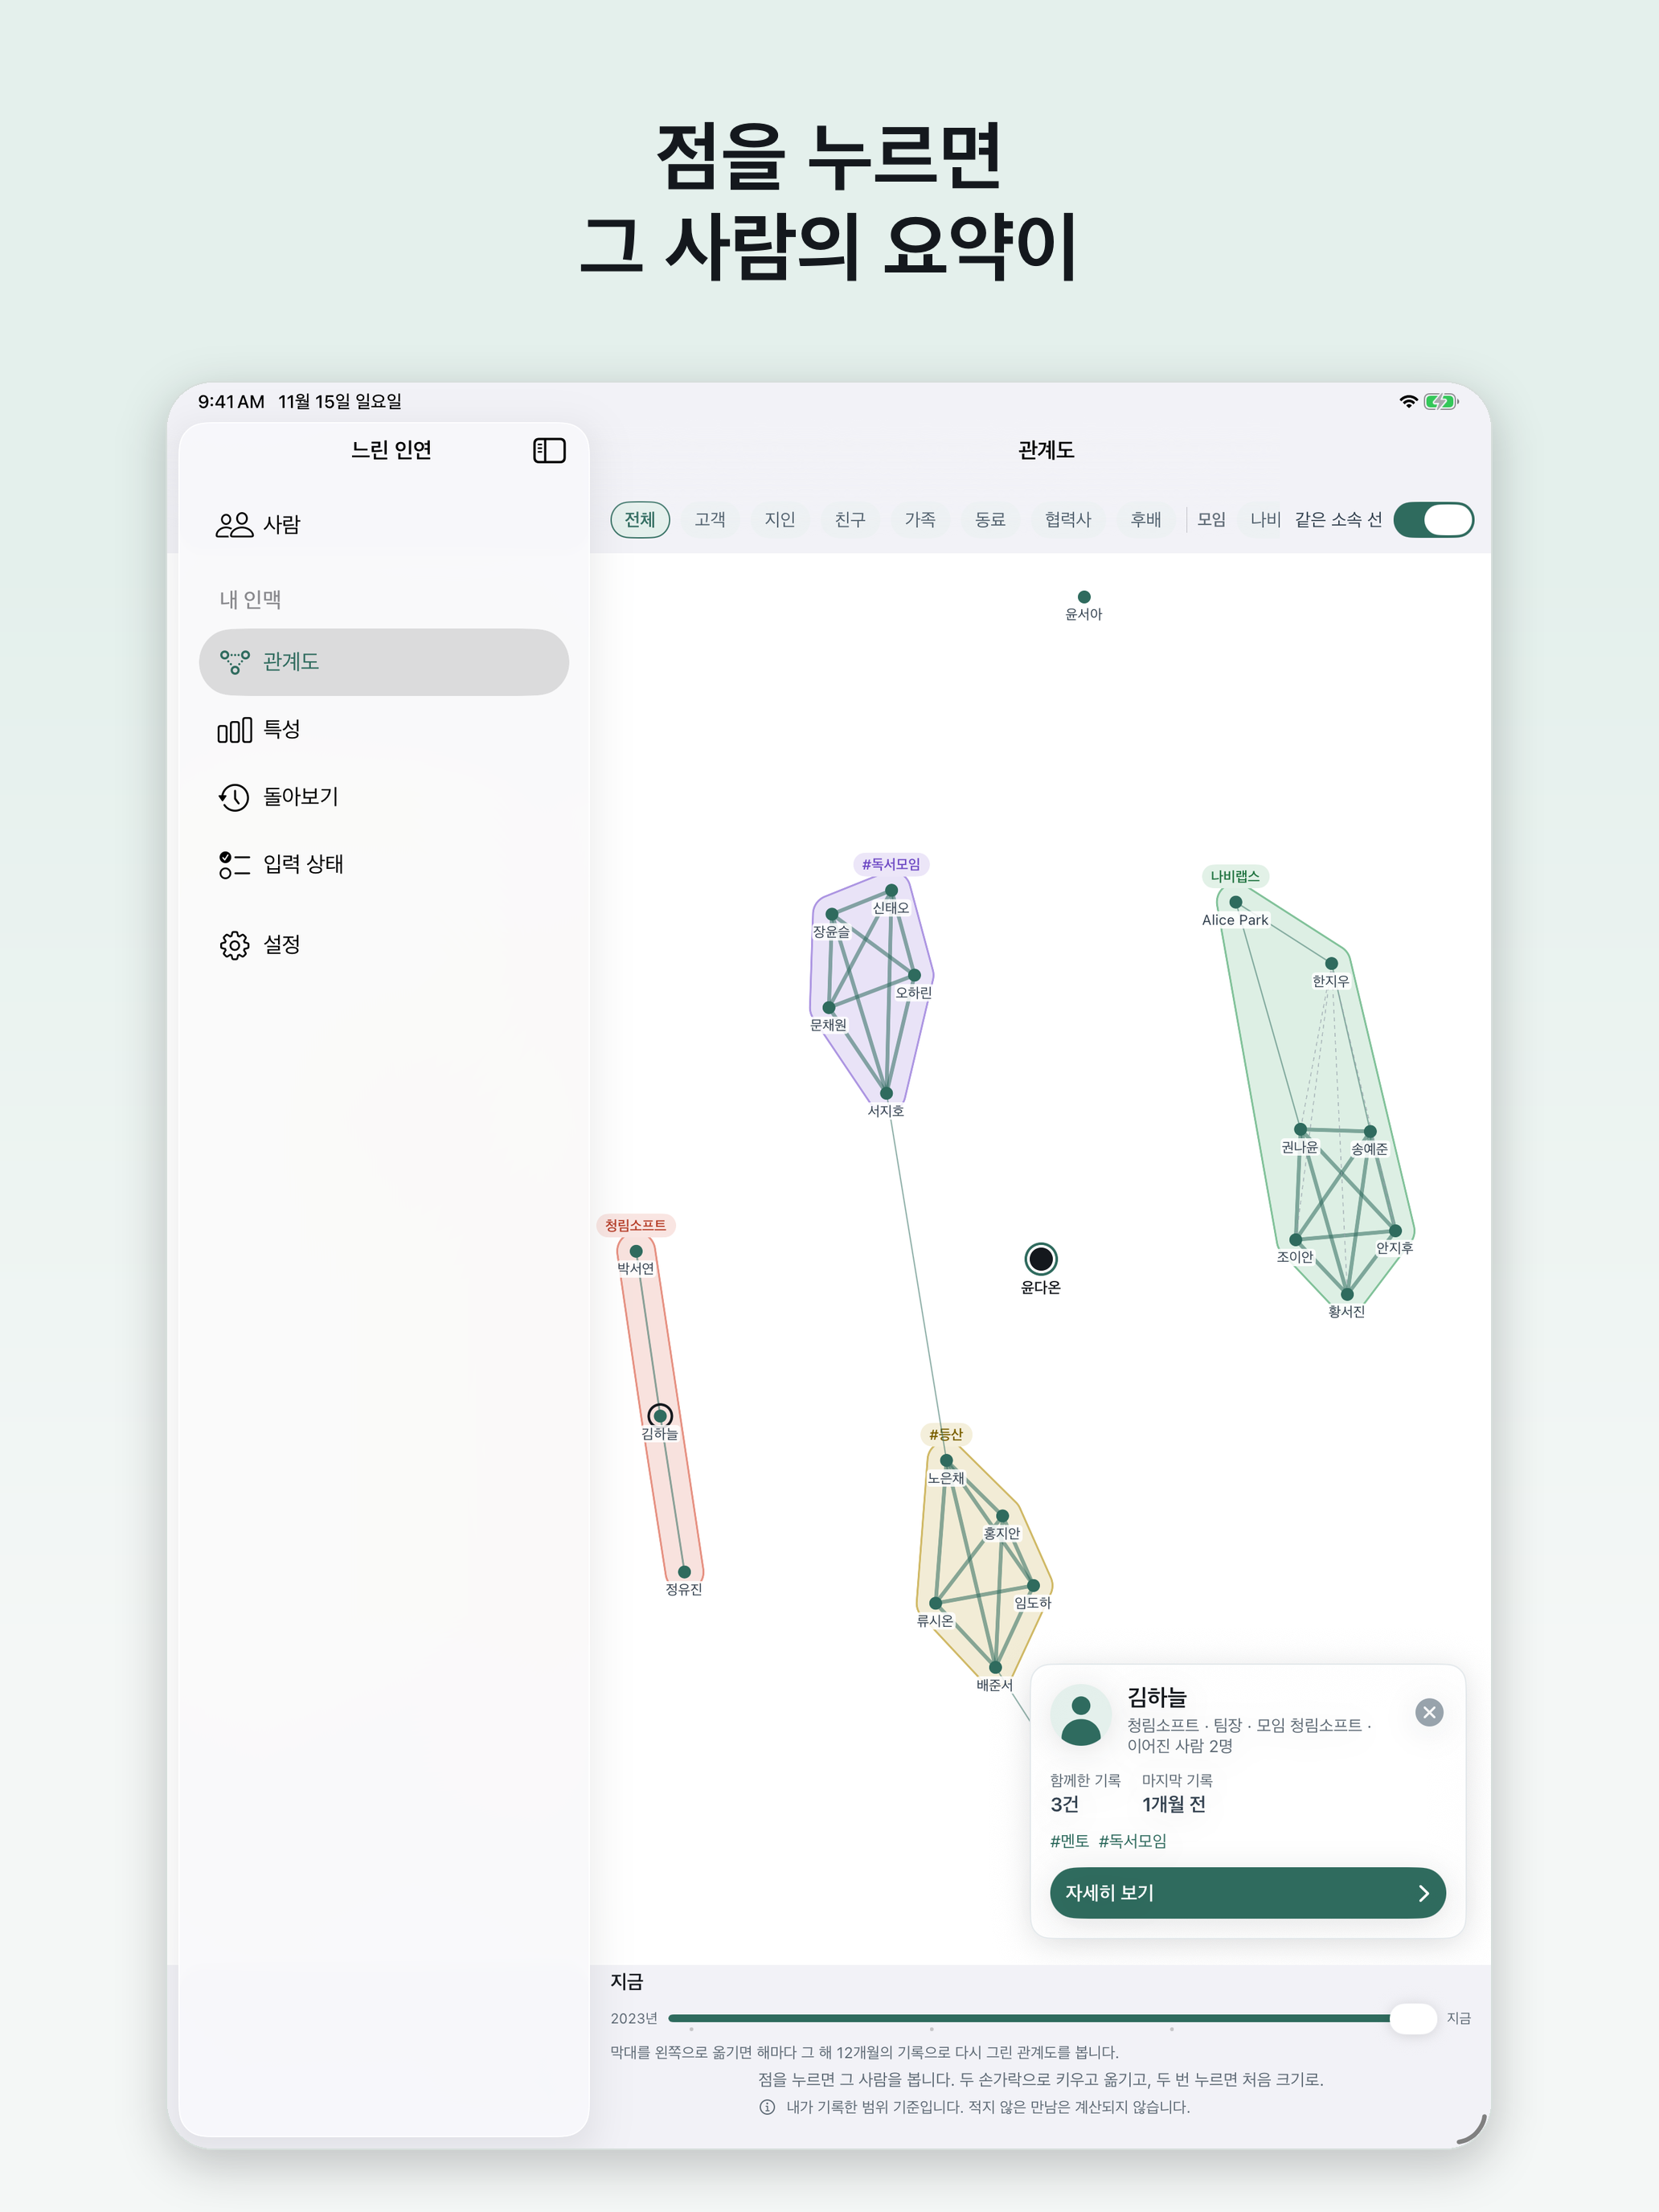 점을 누르면
그 사람의 요약이
9:41 AM 11월 15일 일요일
느린 인연
사람
내 인맥
관계도
특성
돌아보기
입력 상태
설정
관계도
전체 고객 지인 친구 가족 동료 협력사 후배 모임 나비 같은 소속 선
윤서아
#독서모임
신태오
장윤슬
오하린
문채원
서지호
나비랩스
Alice Park
한지우
권나윤
송예준
조이안
안지후
황서진
청림소프트
박서연
김하늘
정유진
윤다온
#등산
노은채
홍지안
임도하
류시온
배준서
김하늘
청림소프트 · 팀장 · 모임 청림소프트 ·
이어진 사람 2명
함께한 기록 마지막 기록
3건 1개월 전
#멘토 #독서모임
자세히 보기
지금
2023년 지금
막대를 왼쪽으로 옮기면 해마다 그 해 12개월의 기록으로 다시 그린 관계도를 봅니다.
점을 누르면 그 사람을 봅니다. 두 손가락으로 키우고 옮기고, 두 번 누르면 처음 크기로.
내가 기록한 범위 기준입니다. 적지 않은 만남은 계산되지 않습니다.